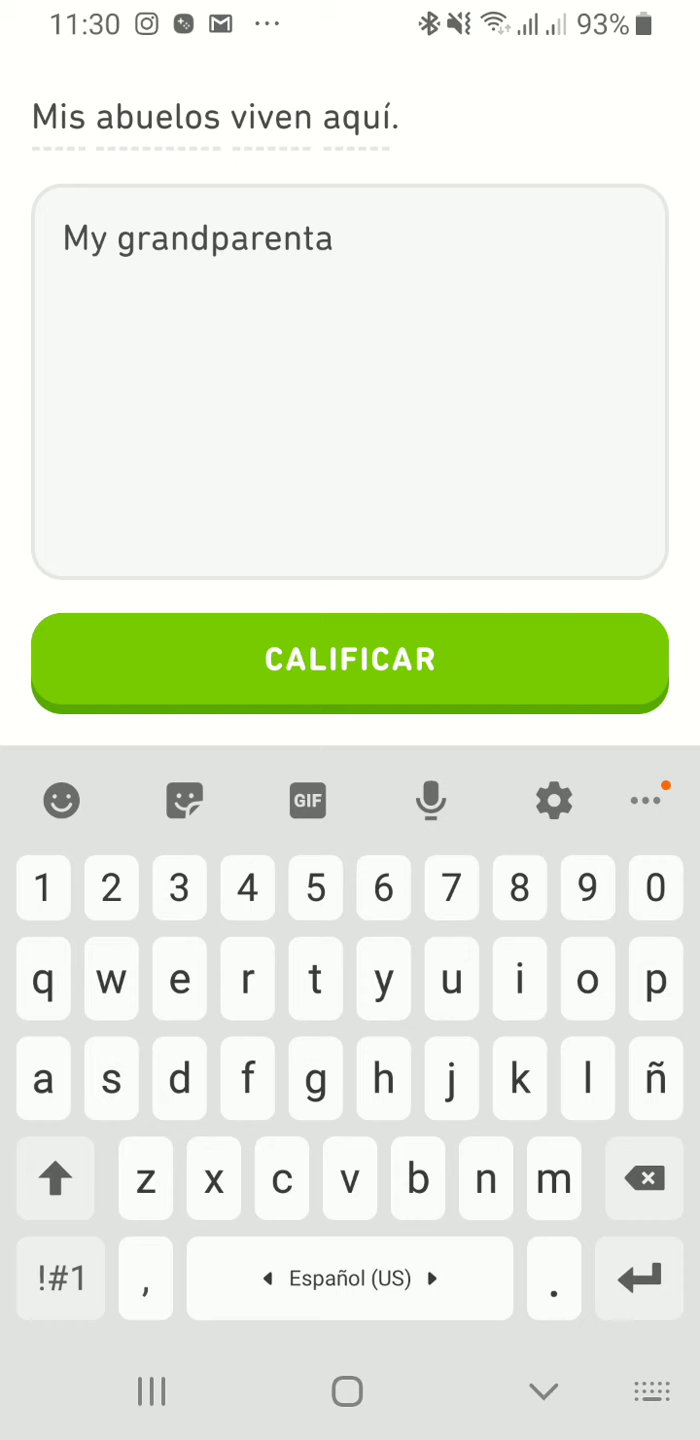 11:30 93%
Mis abuelos viven aquí.
My grandparenta
CALIFICAR
GIF
1 2 3 4 5 6 7 8 9 0
q w e r t y u i o p
a s d f g h j k l ñ
z x c v b n m
!#1 , Español (US) .